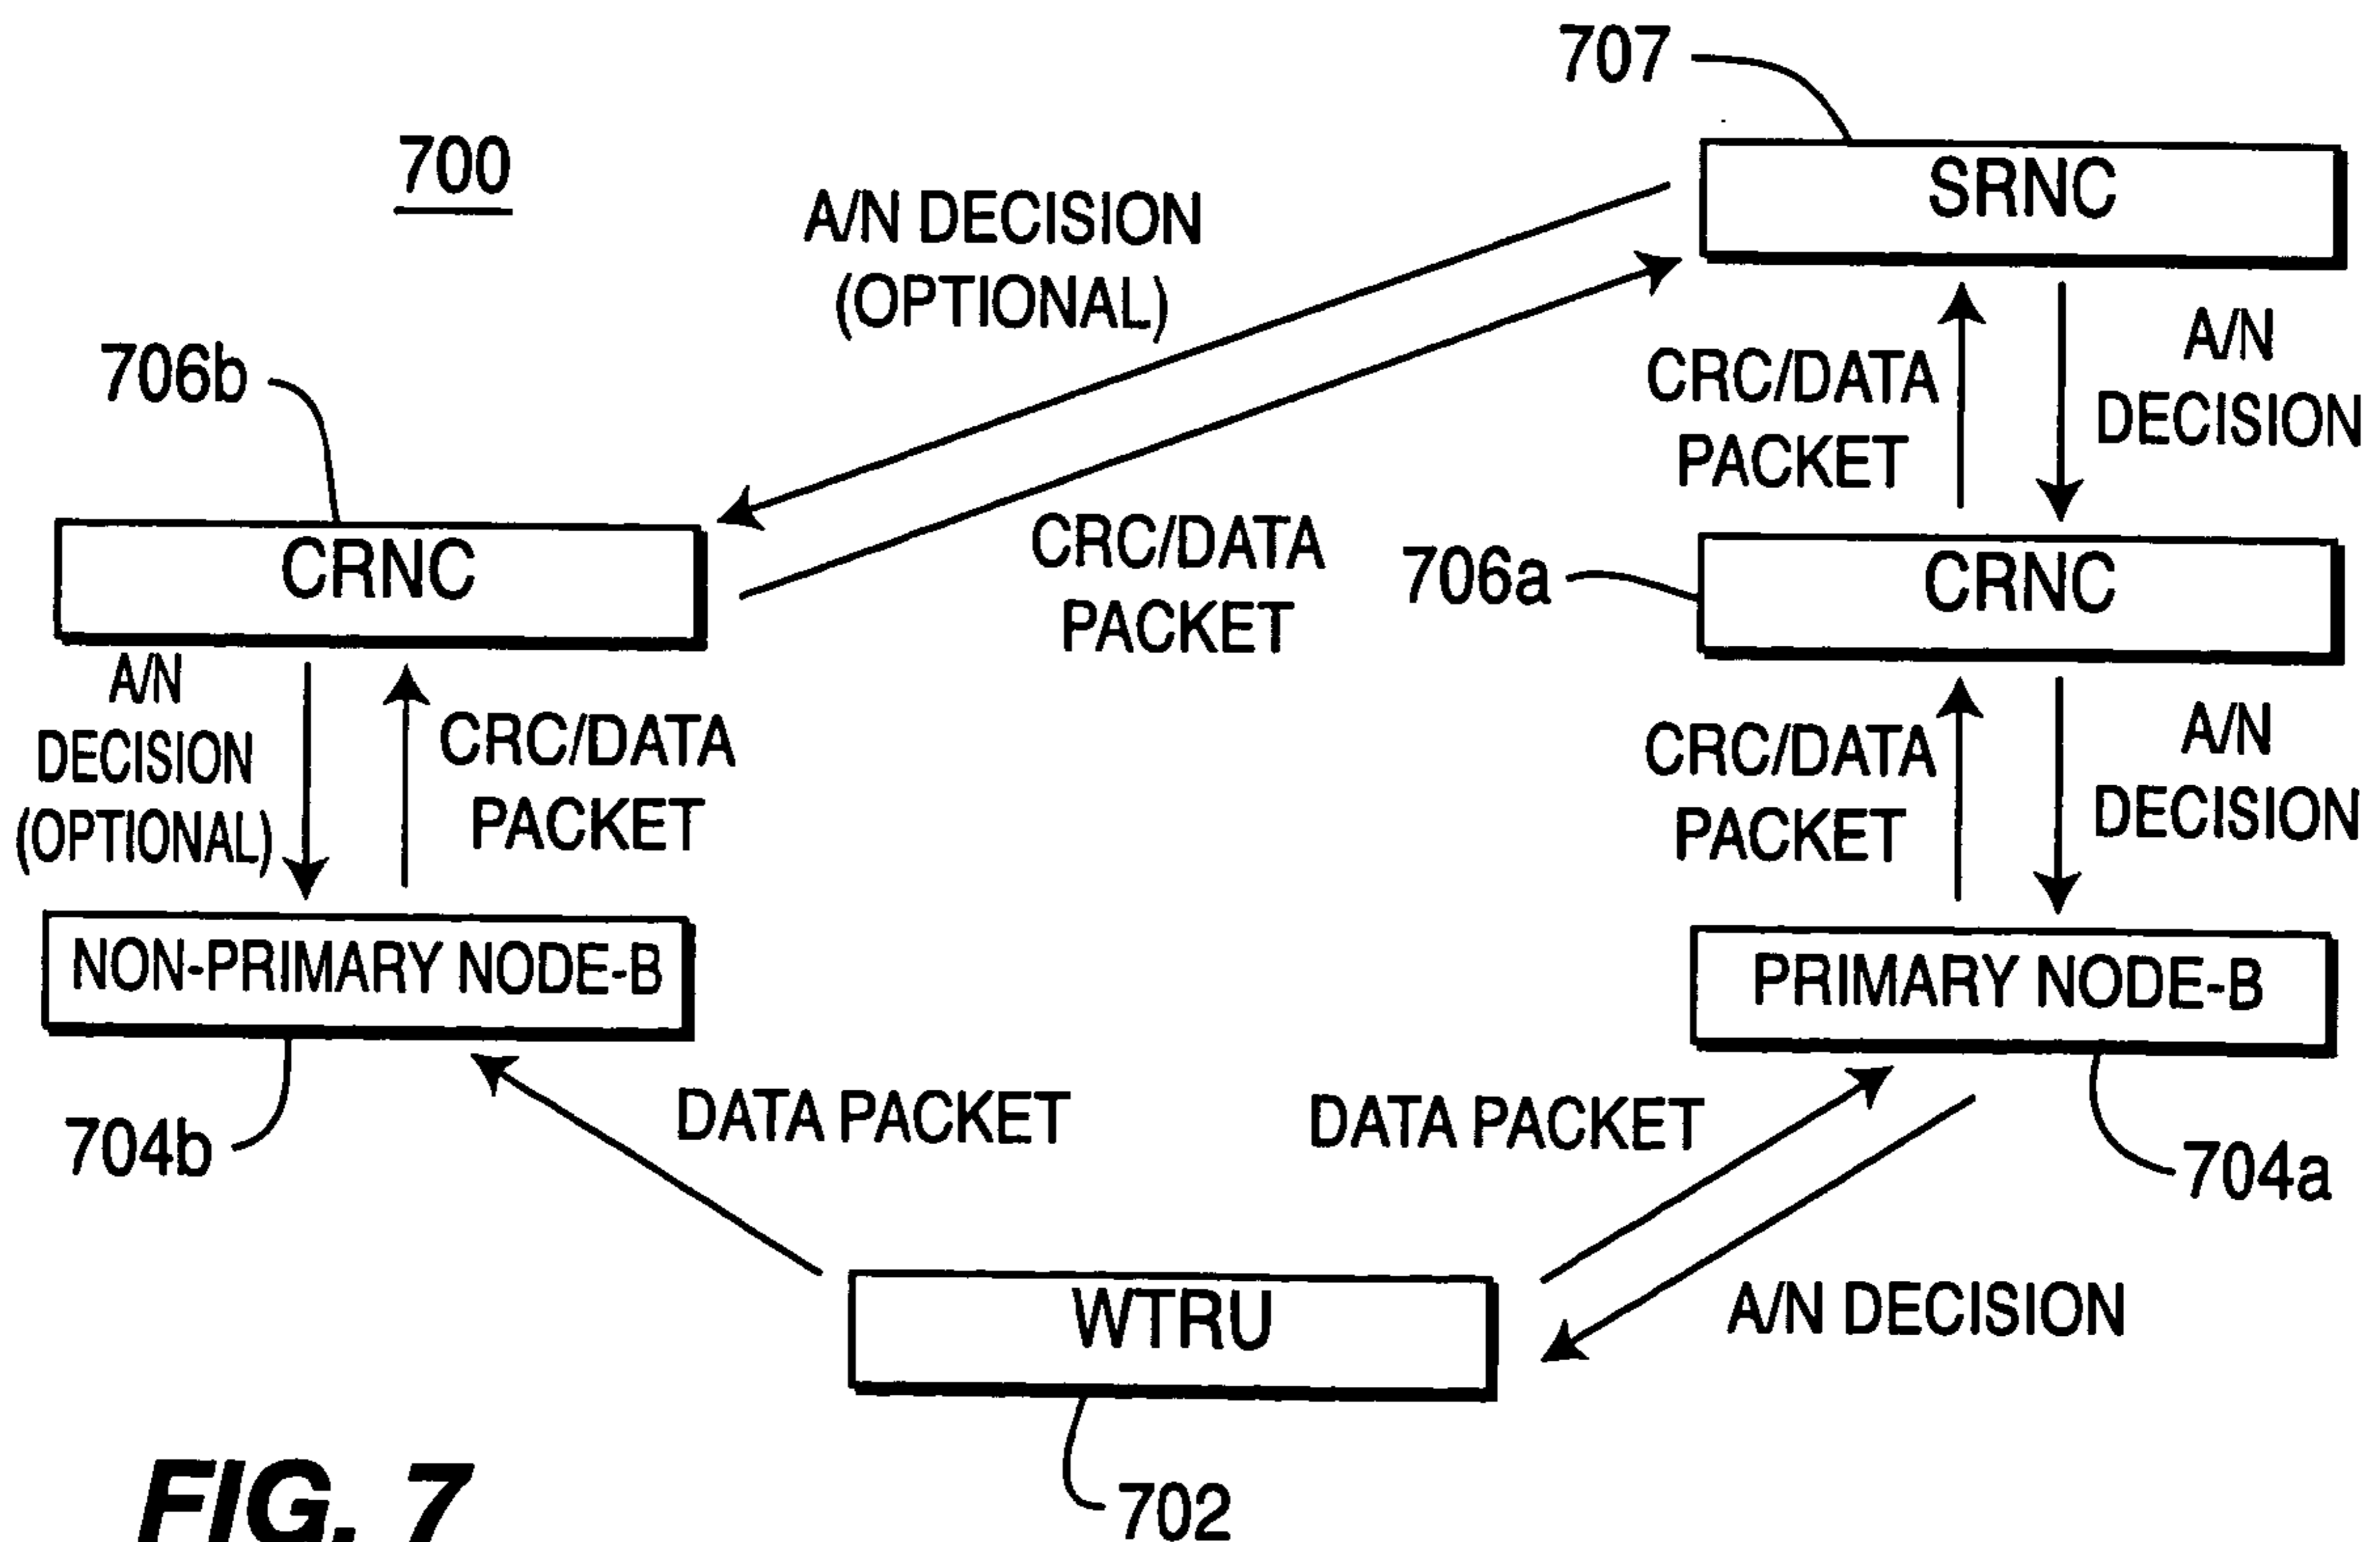 707
700
SRNC
A/N DECISION
(OPTIONAL)
706b
CRC/DATA
PACKET
A/N
DECISION
CRNC
CRC/DATA
PACKET
706a
CRNC
A/N
DECISION
(OPTIONAL)
CRC/DATA
PACKET
CRC/DATA
PACKET
A/N
DECISION
NON-PRIMARY NODE-B
PRIMARY NODE-B
704b
DATA PACKET
DATA PACKET
704a
WTRU
A/N DECISION
702
FIG. 7